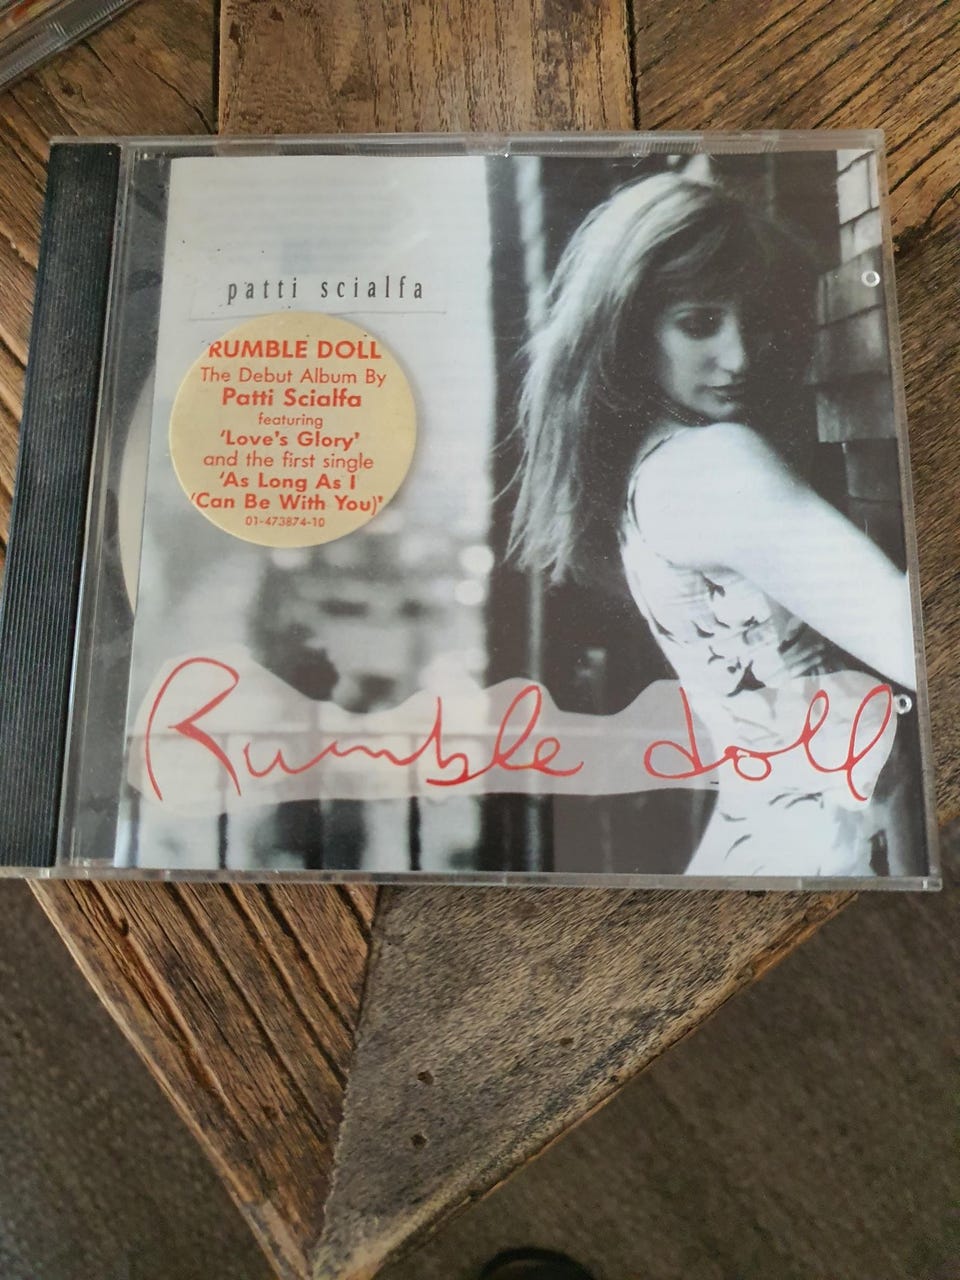 patti scialfa
RUMBLE DOLL
The Debut Album By
Patti Scialfa
featuring
'Love's Glory'
and the first single
'As Long As I
(Can Be With You)'
01-473874-10
Rumble doll